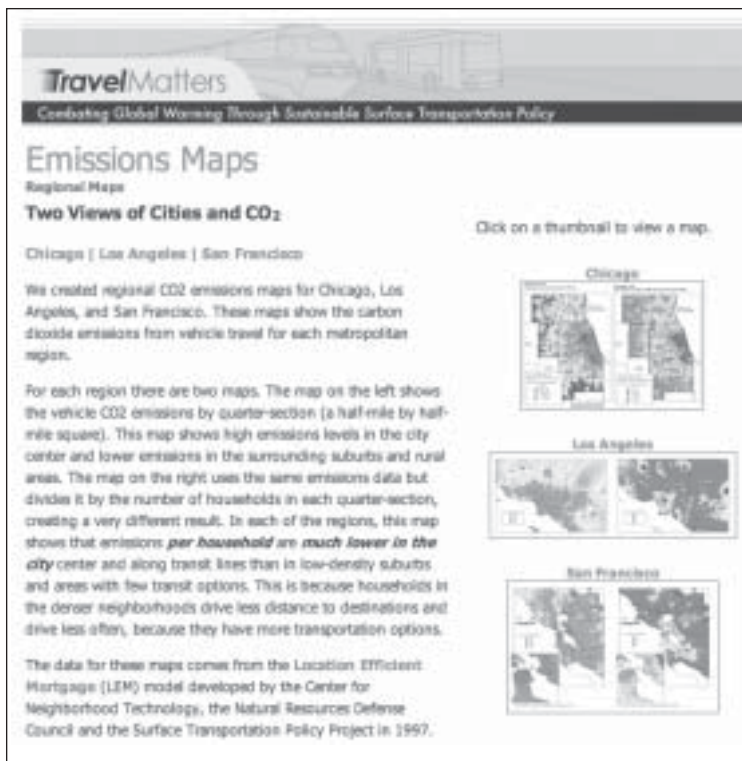 TravelMatters
Combating Global Warming Through Sustainable Surface Transportation Policy
Emissions Maps
Regional Maps
Two Views of Cities and CO2
Chicago | Los Angeles | San Francisco
We created regional CO2 emissions maps for Chicago, Los
Angeles, and San Francisco. These maps show the carbon
dioxide emissions from vehicle travel for each metropolitan
region.
For each region there are two maps. The map on the left shows
the vehicle CO2 emissions by quarter-section (a half-mile by half-
mile square). This map shows high emissions levels in the city
center and lower emissions in the surrounding suburbs and rural
areas. The map on the right uses the same emissions data but
divides it by the number of households in each quarter-section,
creating a very different result. In each of the regions, this map
shows that emissions per household are much lower in the
city center and along transit lines than in low-density suburbs
and areas with few transit options. This is because households in
the denser neighborhoods drive less distance to destinations and
drive less often, because they have more transportation options.
The data for these maps comes from the Location Efficient
Mortgage (LEM) model developed by the Center for
Neighborhood Technology, the Natural Resources Defense
Council and the Surface Transportation Policy Project in 1997.
Click on a thumbnail to view a map.
Chicago
Los Angeles
San Francisco